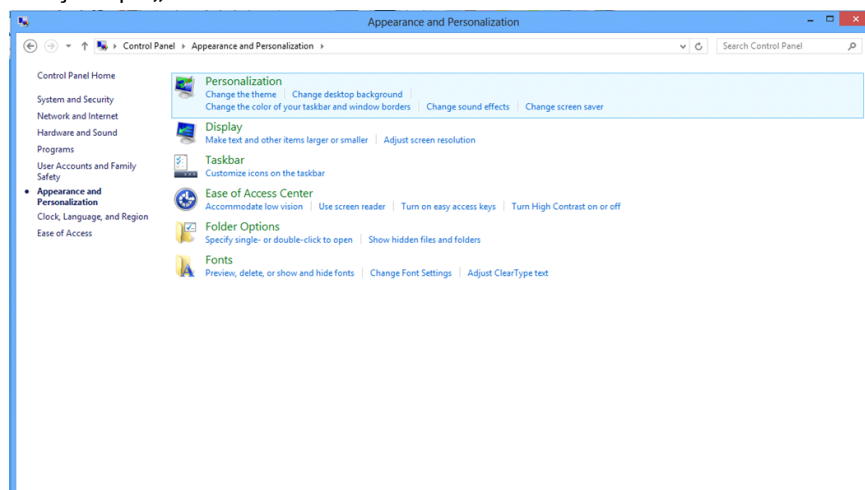 Appearance and Personalization
Control Panel Appearance and Personalization
Search Control Panel
Control Panel Home
System and Security
Network and Internet
Hardware and Sound
Programs
User Accounts and Family
Safety
Appearance and
Personalization
Clock, Language, and Region
Ease of Access
Personalization
Change the theme Change desktop background
Change the color of your taskbar and window borders Change sound effects Change screen saver
Display
Make text and other items larger or smaller Adjust screen resolution
Taskbar
Customize icons on the taskbar
Ease of Access Center
Accommodate low vision Use screen reader Turn on easy access keys Turn High Contrast on or off
Folder Options
Specify single- or double-click to open Show hidden files and folders
Fonts
Preview, delete, or show and hide fonts Change Font Settings Adjust ClearType text